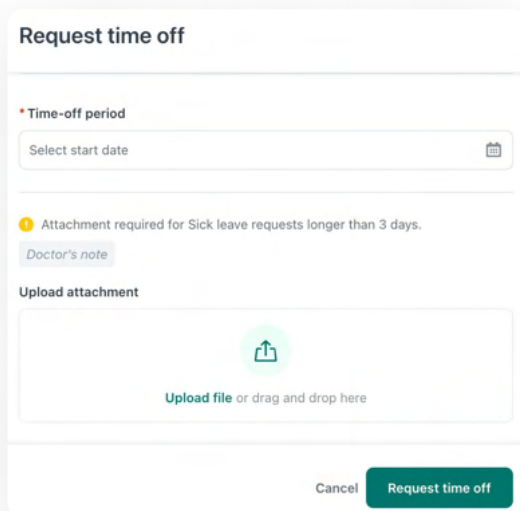 Request time off
* Time-off period
Select start date
Attachment required for Sick leave requests longer than 3 days.
Doctor's note
Upload attachment
Upload file or drag and drop here
Cancel
Request time off